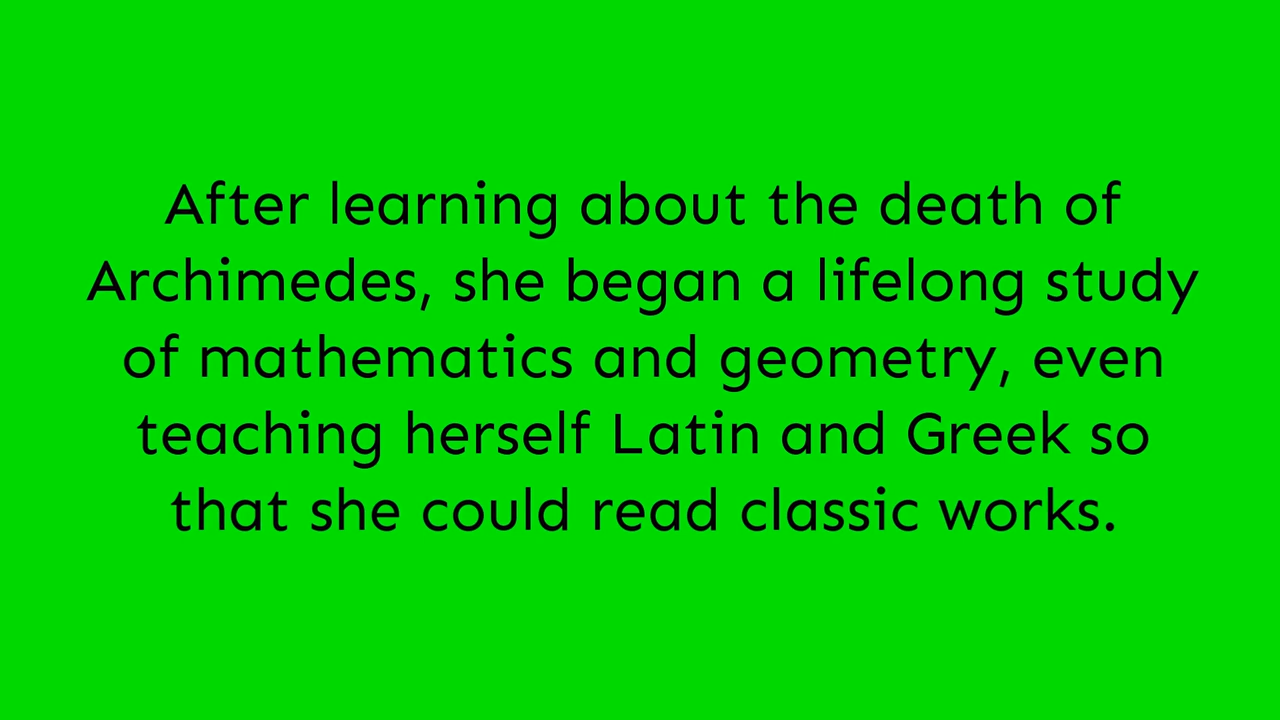 After learning about the death of
Archimedes, she began a lifelong study
of mathematics and geometry, even
teaching herself Latin and Greek so
that she could read classic works.